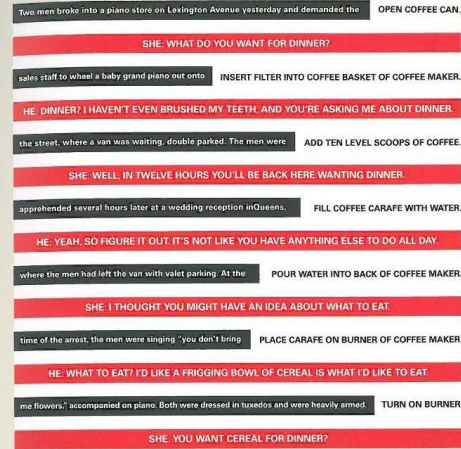 Two men broke into a piano store on Lexington Avenue yesterday and demanded the OPEN COFFEE CAN.
SHE: WHAT DO YOU WANT FOR DINNER?
sales staff to wheel a baby grand piano out onto INSERT FILTER INTO COFFEE BASKET OF COFFEE MAKER.
HE: DINNER? I HAVEN'T EVEN BRUSHED MY TEETH, AND YOU'RE ASKING ME ABOUT DINNER.
the street, where a van was waiting, double parked. The men were ADD TEN LEVEL SCOOPS OF COFFEE.
SHE: WELL, IN TWELVE HOURS YOU'LL BE BACK HERE WANTING DINNER.
apprehended several hours later at a wedding reception inQueens, FILL COFFEE CARAFE WITH WATER.
HE: YEAH, SO FIGURE IT OUT. IT'S NOT LIKE YOU HAVE ANYTHING ELSE TO DO ALL DAY.
where the men had left the van with valet parking. At the POUR WATER INTO BACK OF COFFEE MAKER.
SHE: I THOUGHT YOU MIGHT HAVE AN IDEA ABOUT WHAT TO EAT.
time of the arrest, the men were singing "you don't bring PLACE CARAFE ON BURNER OF COFFEE MAKER
HE: WHAT TO EAT? I'D LIKE A FRIGGING BOWL OF CEREAL IS WHAT I'D LIKE TO EAT.
me flowers," accompanied on piano. Both were dressed in tuxedos and were heavily armed. TURN ON BURNER
SHE: YOU WANT CEREAL FOR DINNER?